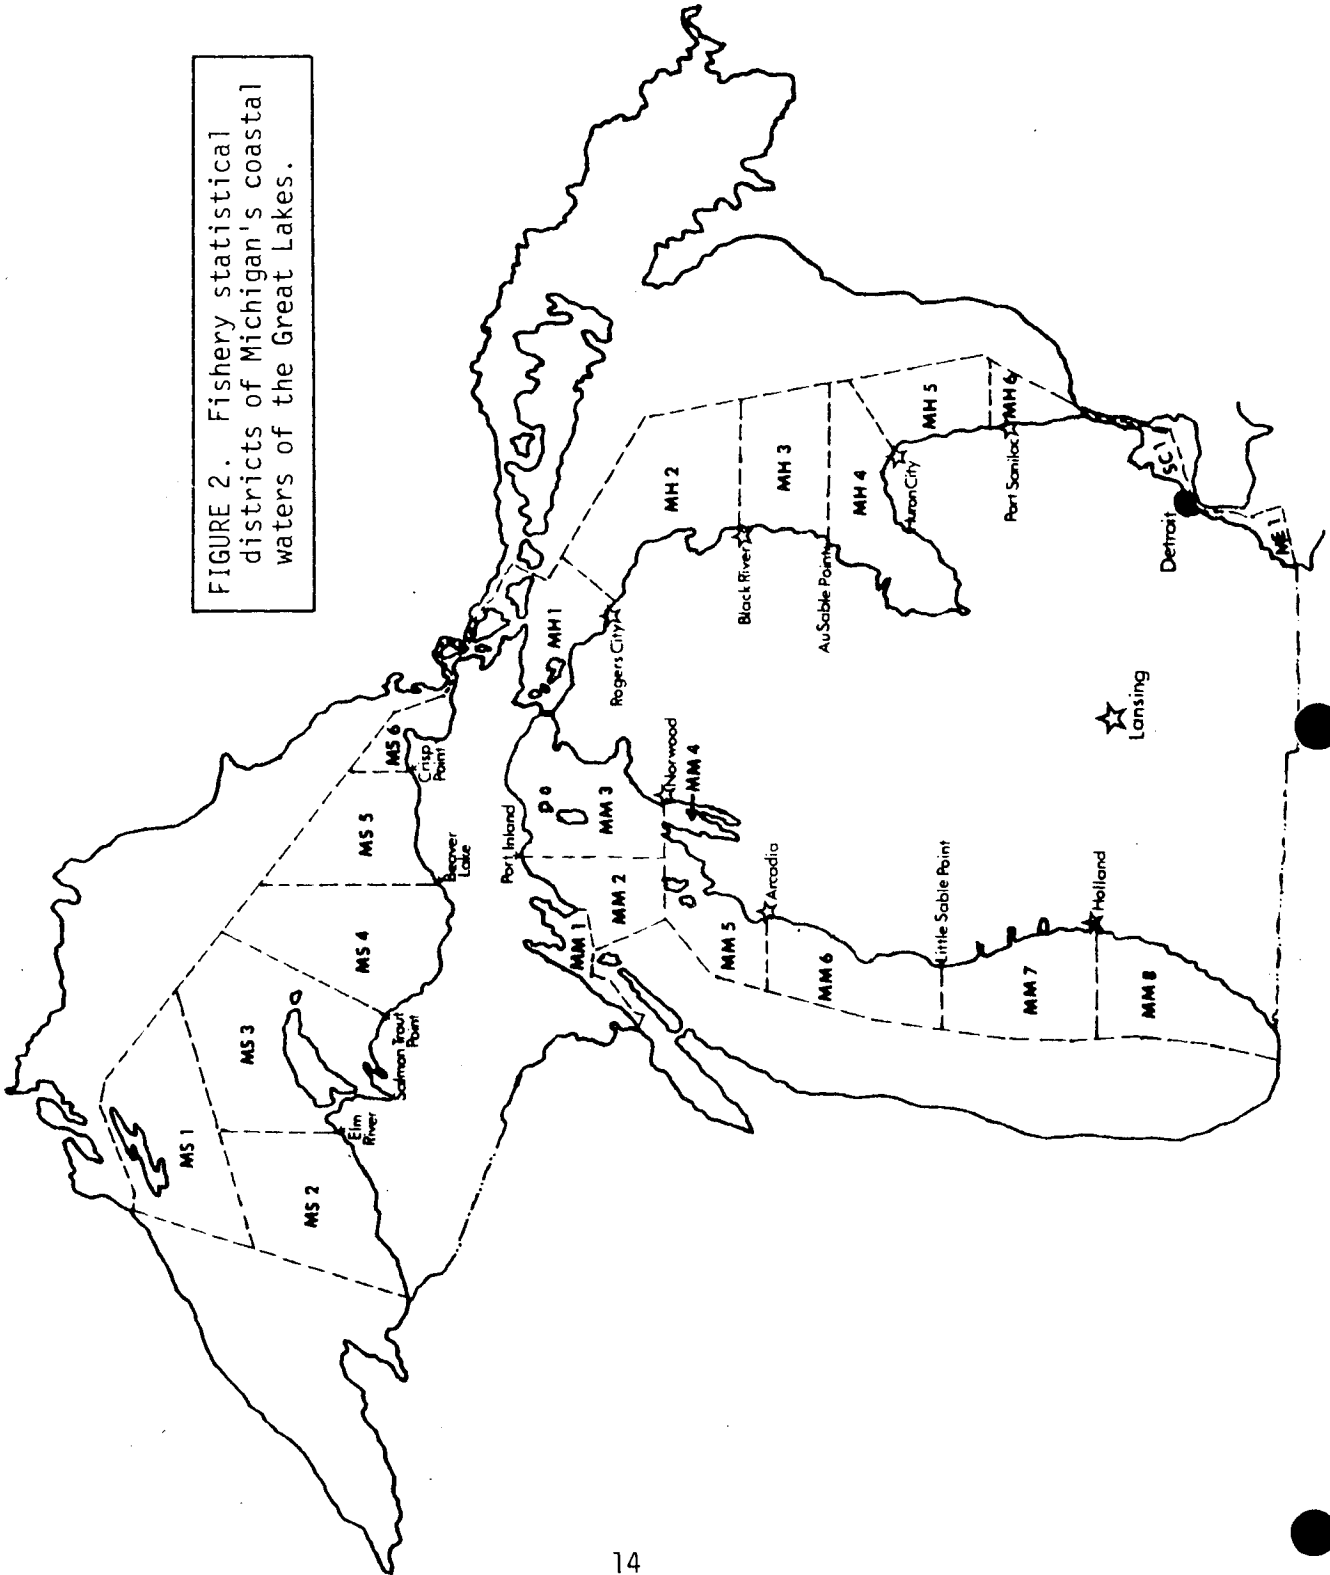 FIGURE 2. Fishery statistical
districts of Michigan's coastal
waters of the Great Lakes.
MS 1
MS 2
MS 3
MS 4
MS 5
MS 6
Elm
River
Salmon Trout
Point
Beaver
Lake
Crisp
Point
Port Inland
MM 1
MM 2
MM 3
MM 4
MM 5
MM 6
MM 7
MM 8
Norwood
Arcadia
Little Sable Point
Holland
MH 1
MH 2
MH 3
MH 4
MH 5
MH 6
Rogers City
Black River
Au Sable Point
Huron City
Port Sanilac
SC 1
Detroit
ME 1
Lansing
14